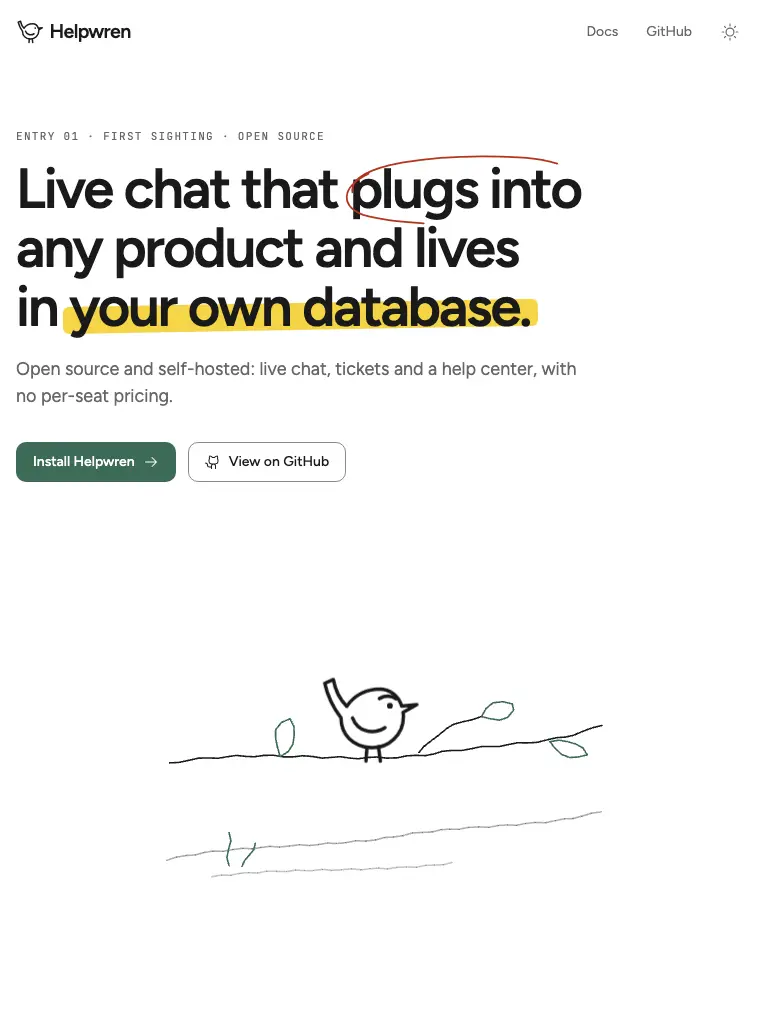 Helpwren
Docs
GitHub
ENTRY 01 · FIRST SIGHTING · OPEN SOURCE
Live chat that plugs into
any product and lives
in your own database.
Open source and self-hosted: live chat, tickets and a help center, with
no per-seat pricing.
Install Helpwren →
View on GitHub